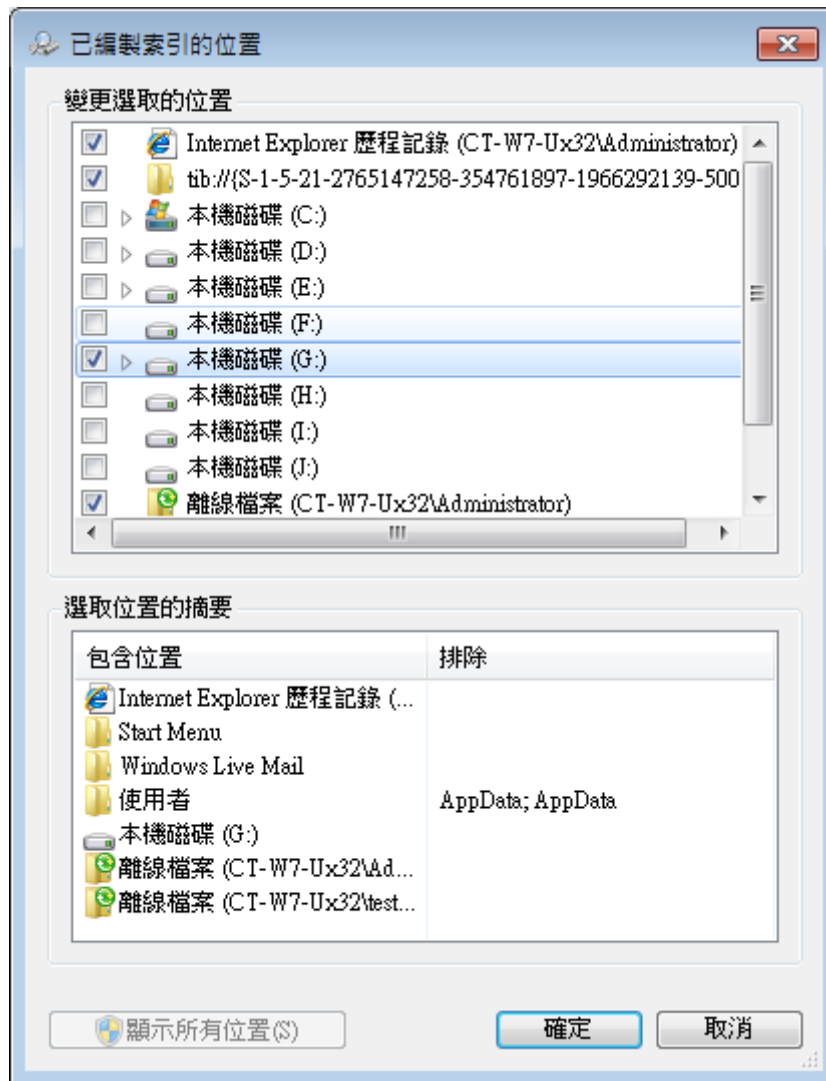 已編製索引的位置
變更選取的位置
Internet Explorer 歷程記錄 (CT-W7-Ux32\Administrator)
tib://{S-1-5-21-2765147258-354761897-1966292139-500
本機磁碟 (C:)
本機磁碟 (D:)
本機磁碟 (E:)
本機磁碟 (F:)
本機磁碟 (G:)
本機磁碟 (H:)
本機磁碟 (I:)
本機磁碟 (J:)
離線檔案 (CT-W7-Ux32\Administrator)
選取位置的摘要
包含位置 排除
Internet Explorer 歷程記錄 (...
Start Menu
Windows Live Mail
使用者 AppData; AppData
本機磁碟 (G:)
離線檔案 (CT-W7-Ux32\Ad...
離線檔案 (CT-W7-Ux32\test...
顯示所有位置(S) 確定 取消